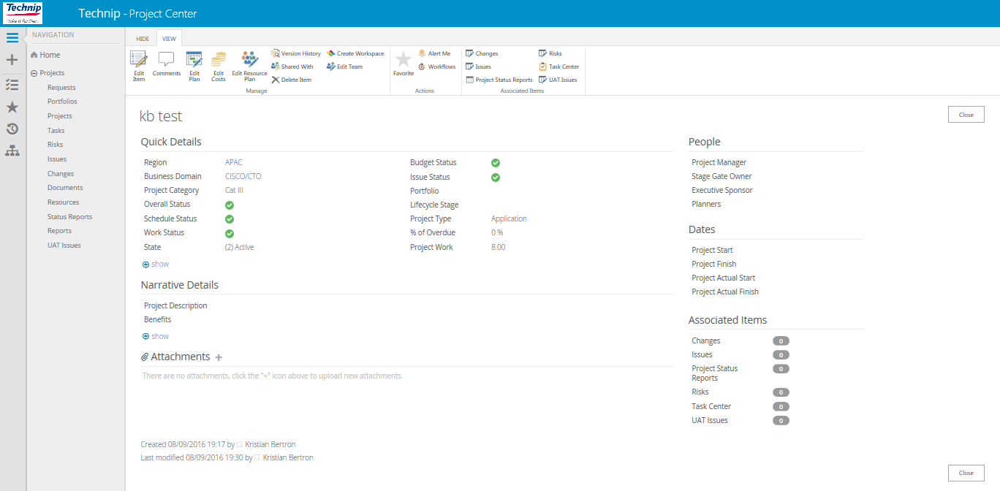 Technip
take it further.
Technip - Project Center
NAVIGATION
Home
Projects
Requests
Portfolios
Projects
Tasks
Risks
Issues
Changes
Documents
Resources
Status Reports
Reports
UAT Issues
HIDE VIEW
Edit Item
Comments
Edit Plan
Edit Costs
Edit Resource Plan
Version History
Shared With
Delete Item
Create Workspace
Edit Team
Manage
Favorite
Alert Me
Workflows
Actions
Changes
Issues
Project Status Reports
Risks
Task Center
UAT Issues
Associated Items
kb test
Close
Quick Details
Region APAC
Business Domain CISCO/CTO
Project Category Cat III
Overall Status
Schedule Status
Work Status
State (2) Active
Budget Status
Issue Status
Portfolio
Lifecycle Stage
Project Type Application
% of Overdue 0 %
Project Work 8.00
show
Narrative Details
Project Description
Benefits
show
Attachments +
There are no attachments, click the "+" icon above to upload new attachments.
People
Project Manager
Stage Gate Owner
Executive Sponsor
Planners
Dates
Project Start
Project Finish
Project Actual Start
Project Actual Finish
Associated Items
Changes 0
Issues 0
Project Status 0
Reports
Risks 0
Task Center 0
UAT Issues 0
Created 08/09/2016 19:17 by Kristian Bertron
Last modified 08/09/2016 19:30 by Kristian Bertron
Close